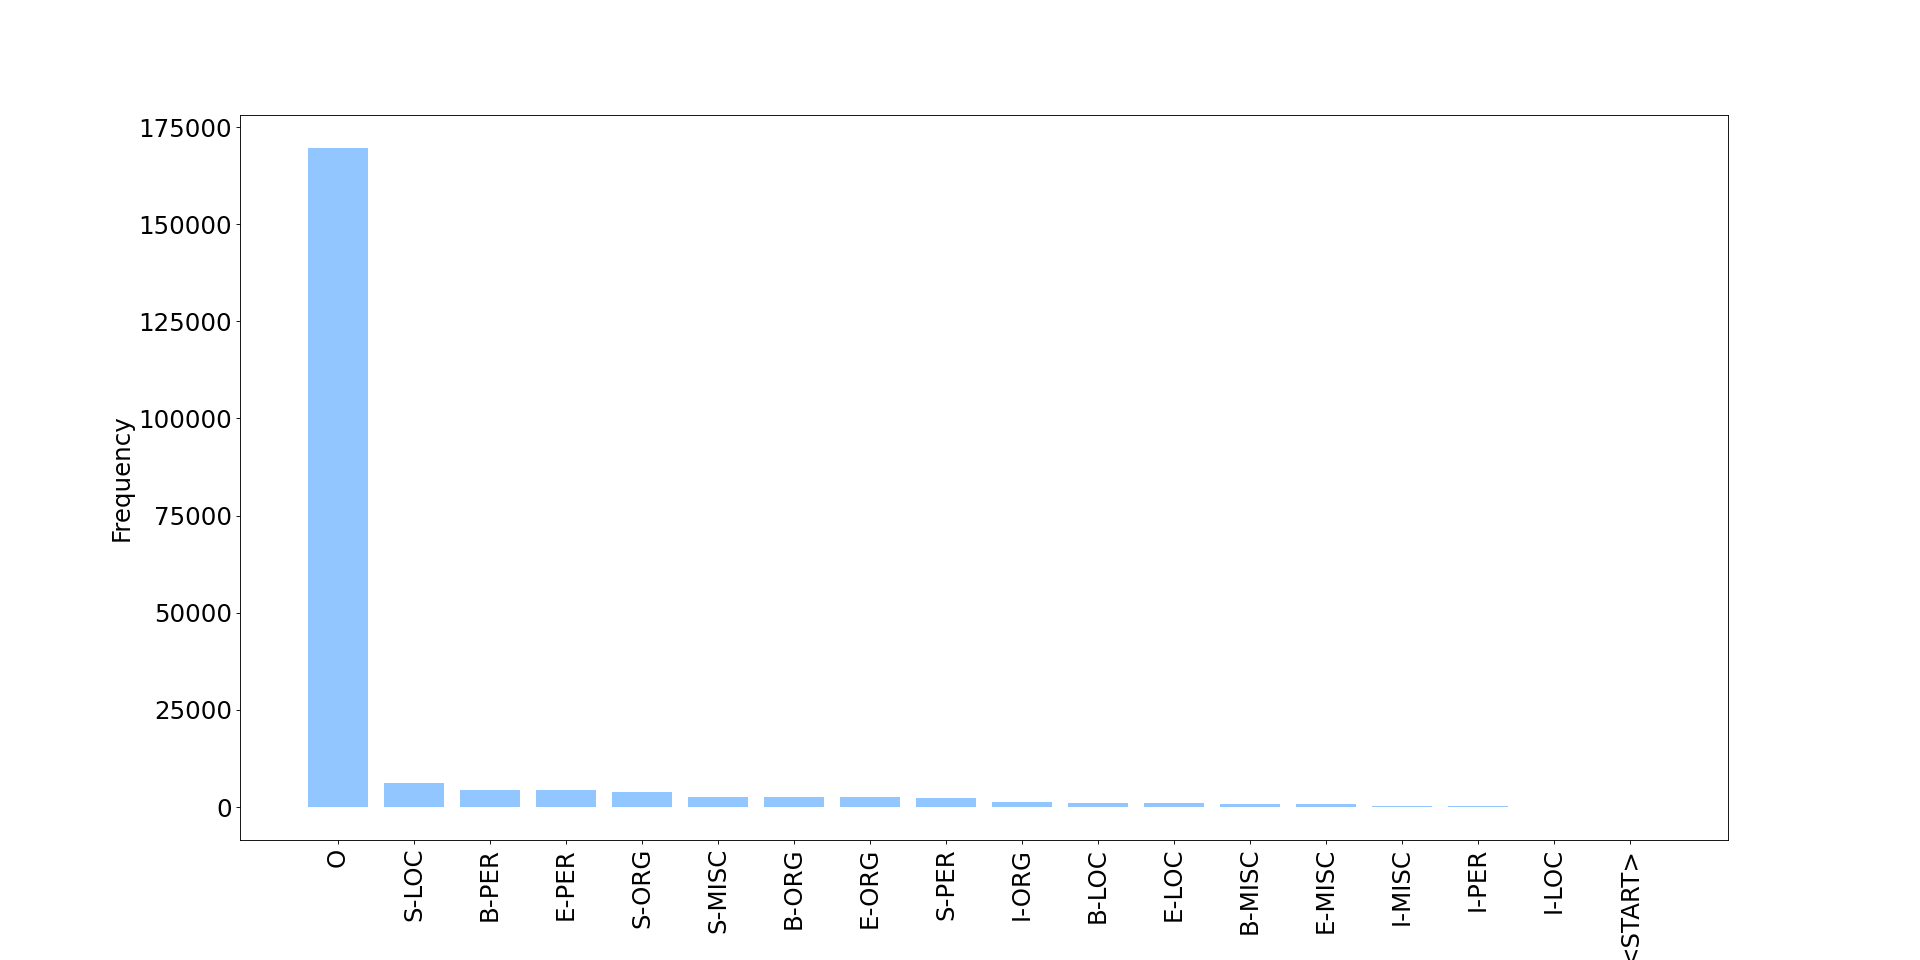 175000
150000
125000
100000
75000
50000
25000
0
Frequency
O
S-LOC
B-PER
E-PER
S-ORG
S-MISC
B-ORG
E-ORG
S-PER
I-ORG
B-LOC
E-LOC
B-MISC
E-MISC
I-MISC
I-PER
I-LOC
<START>